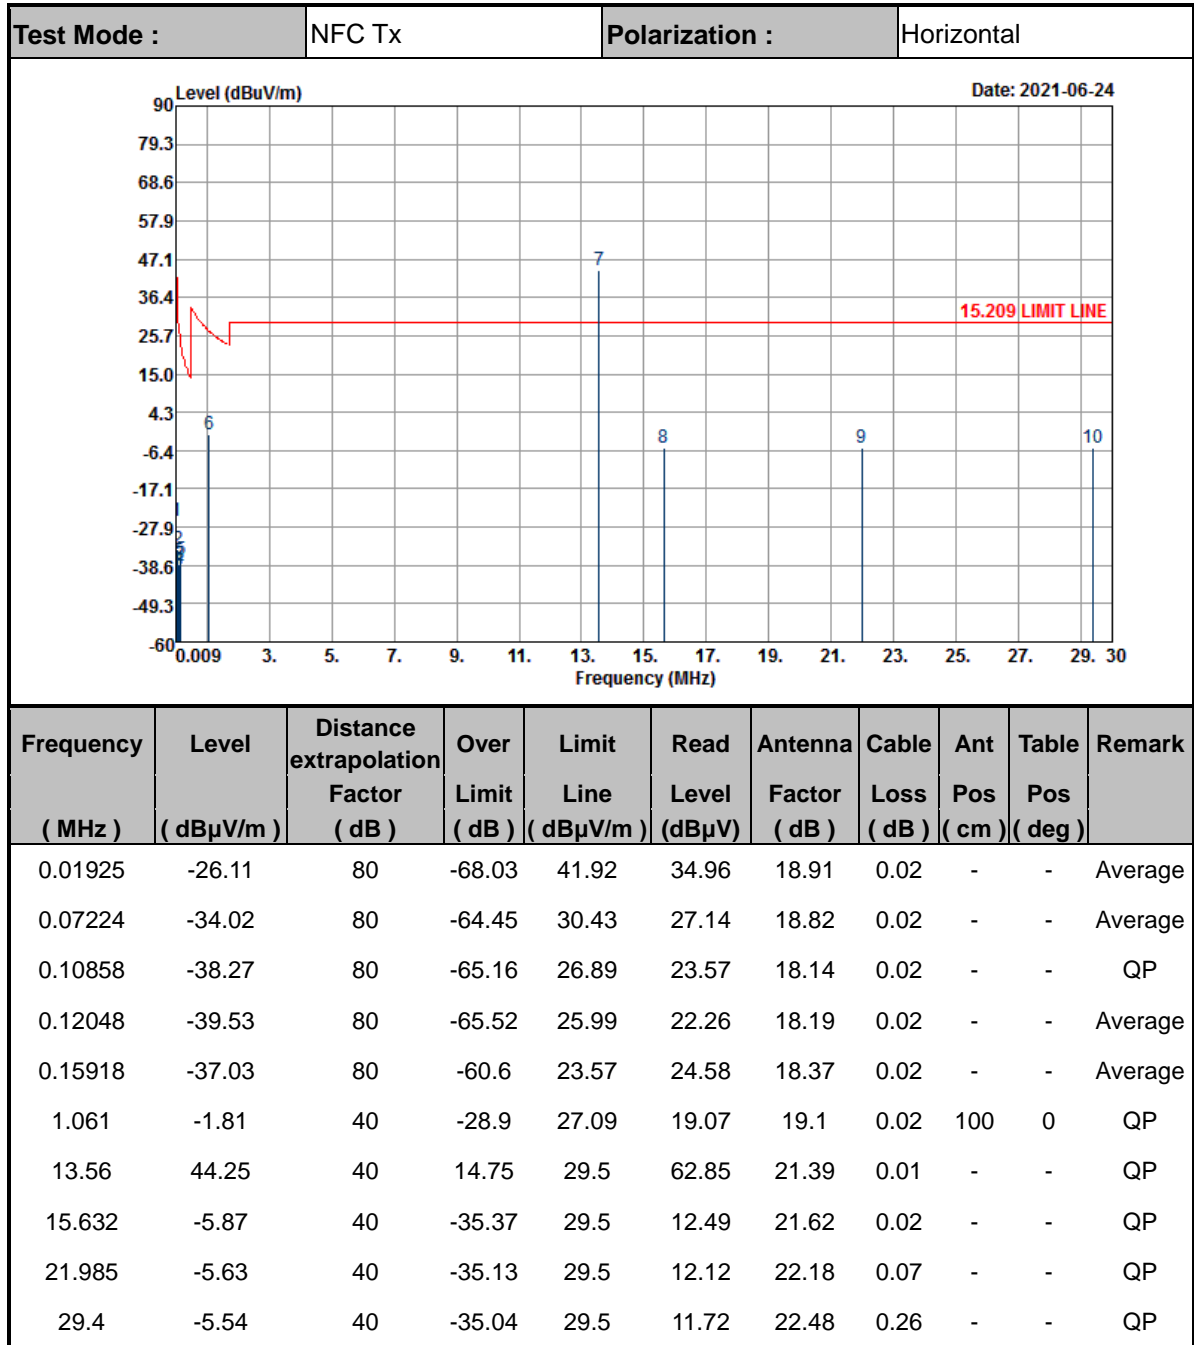 Test Mode : NFC Tx Polarization : Horizontal
Level (dBuV/m) Date: 2021-06-24
90
79.3
68.6
57.9
47.1
36.4
25.7
15.0
4.3
-6.4
-17.1
-27.9
-38.6
-49.3
-60
15.209 LIMIT LINE
7
6
8 9 10
0.009 3. 5. 7. 9. 11. 13. 15. 17. 19. 21. 23. 25. 27. 29. 30
Frequency (MHz)
Frequency Level Distance extrapolation Over Limit Read Antenna Cable Ant Table Remark
Factor Limit Line Level Factor Loss Pos Pos
( MHz ) ( dBµV/m ) ( dB ) ( dB ) ( dBµV/m ) (dBµV) ( dB ) ( dB ) ( cm ) ( deg )
0.01925 -26.11 80 -68.03 41.92 34.96 18.91 0.02 - - Average
0.07224 -34.02 80 -64.45 30.43 27.14 18.82 0.02 - - Average
0.10858 -38.27 80 -65.16 26.89 23.57 18.14 0.02 - - QP
0.12048 -39.53 80 -65.52 25.99 22.26 18.19 0.02 - - Average
0.15918 -37.03 80 -60.6 23.57 24.58 18.37 0.02 - - Average
1.061 -1.81 40 -28.9 27.09 19.07 19.1 0.02 100 0 QP
13.56 44.25 40 14.75 29.5 62.85 21.39 0.01 - - QP
15.632 -5.87 40 -35.37 29.5 12.49 21.62 0.02 - - QP
21.985 -5.63 40 -35.13 29.5 12.12 22.18 0.07 - - QP
29.4 -5.54 40 -35.04 29.5 11.72 22.48 0.26 - - QP